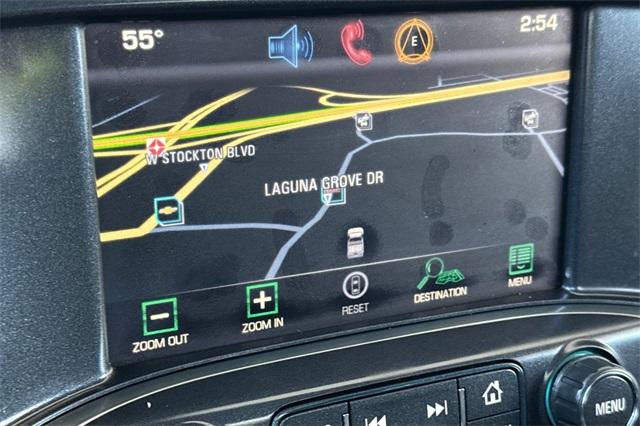 55°
E
2:54
W STOCKTON BLVD
LAGUNA GROVE DR
ZOOM OUT
ZOOM IN
RESET
DESTINATION
MENU
MENU